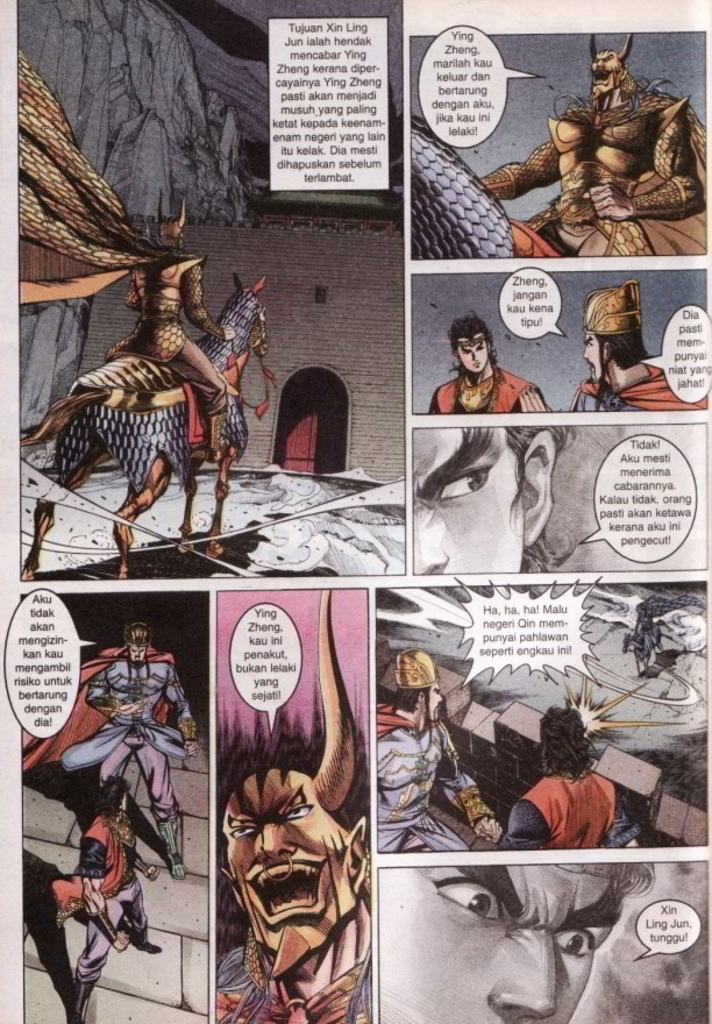 Tujuan Xin Ling
Jun ialah hendak
mencabar Ying
Zheng kerana diper-
cayainya Ying Zheng
pasti akan menjadi
musuh yang paling
ketat kepada keenam-
enam negeri yang lain
itu kelak. Dia mesti
dihapuskan sebelum
terlambat.
Ying
Zheng,
marilah kau
keluar dan
bertarung
dengan aku,
jika kau ini
lelaki!
Zheng,
jangan
kau kena
tipu!
Dia
pasti
mem-
punyai
niat yang
jahat!
Tidak!
Aku mesti
menerima
cabarannya.
Kalau tidak, orang
pasti akan ketawa
kerana aku ini
pengecut!
Aku
tidak akan
mengizin-
kan kau
mengambil
risiko untuk
bertarung
dengan
dia!
Ying
Zheng,
kau ini
penakut,
bukan lelaki
yang
sejati!
Ha, ha, ha! Malu
negeri Qin mem-
punyai pahlawan
seperti engkau ini!
Xin
Ling Jun,
tunggu!